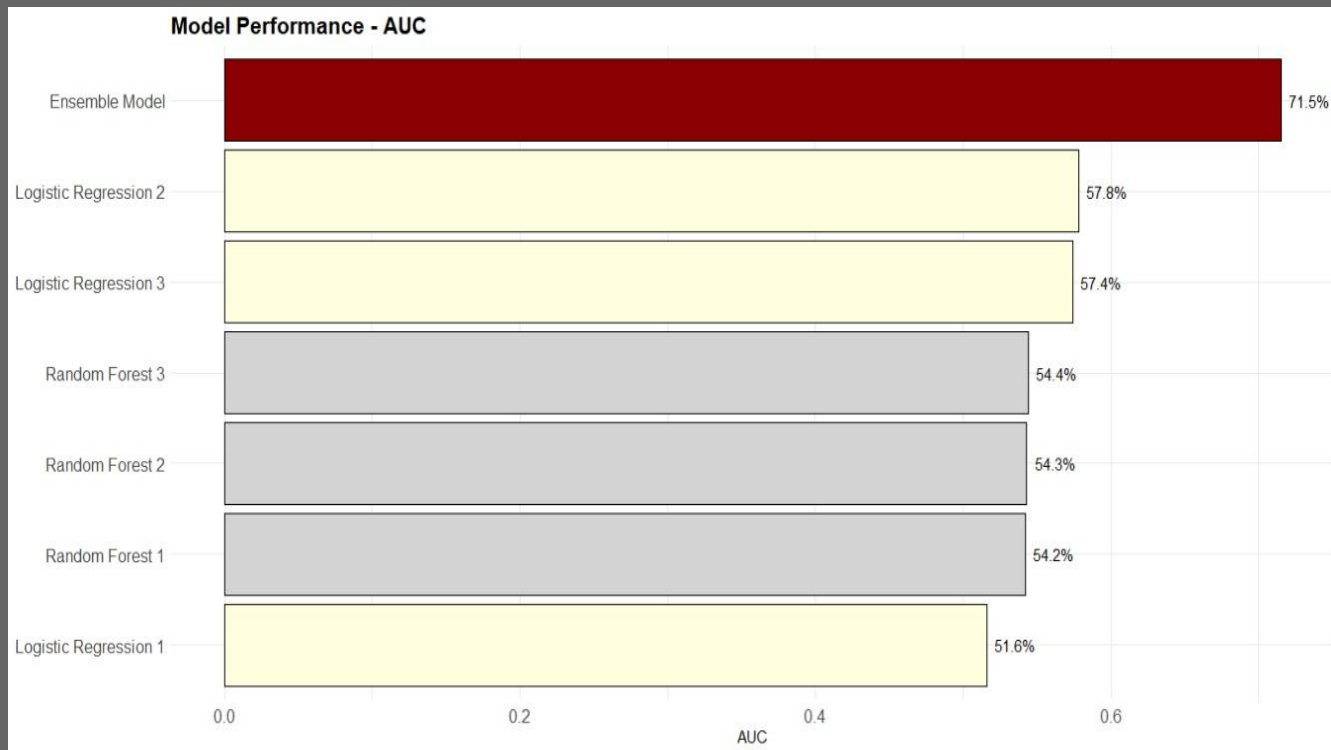 Model Performance - AUC
Ensemble Model
71.5%
Logistic Regression 2
57.8%
Logistic Regression 3
57.4%
Random Forest 3
54.4%
Random Forest 2
54.3%
Random Forest 1
54.2%
Logistic Regression 1
51.6%
0.0 0.2 0.4 0.6
AUC